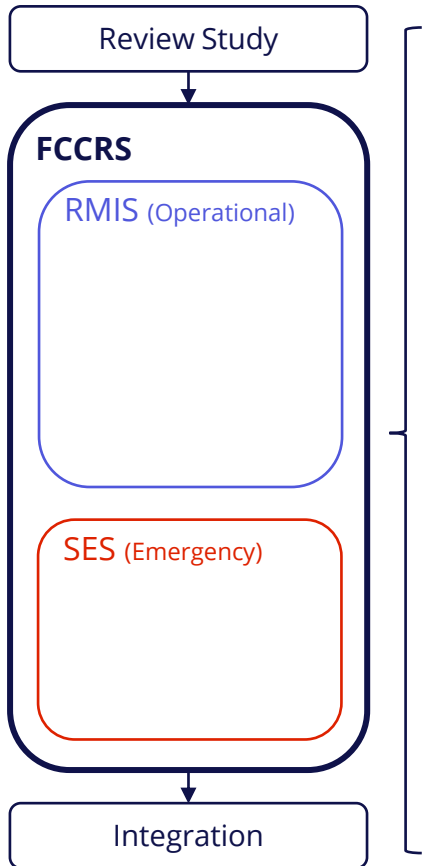 Review Study
FCCRS
RMIS (Operational)
SES (Emergency)
Integration